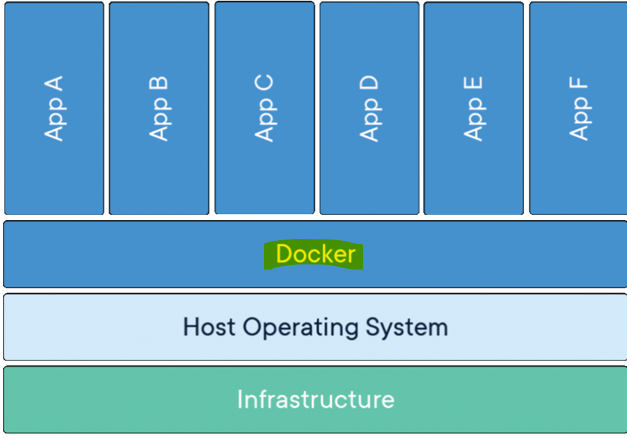 App A
App B
App C
App D
App E
App F
Docker
Host Operating System
Infrastructure